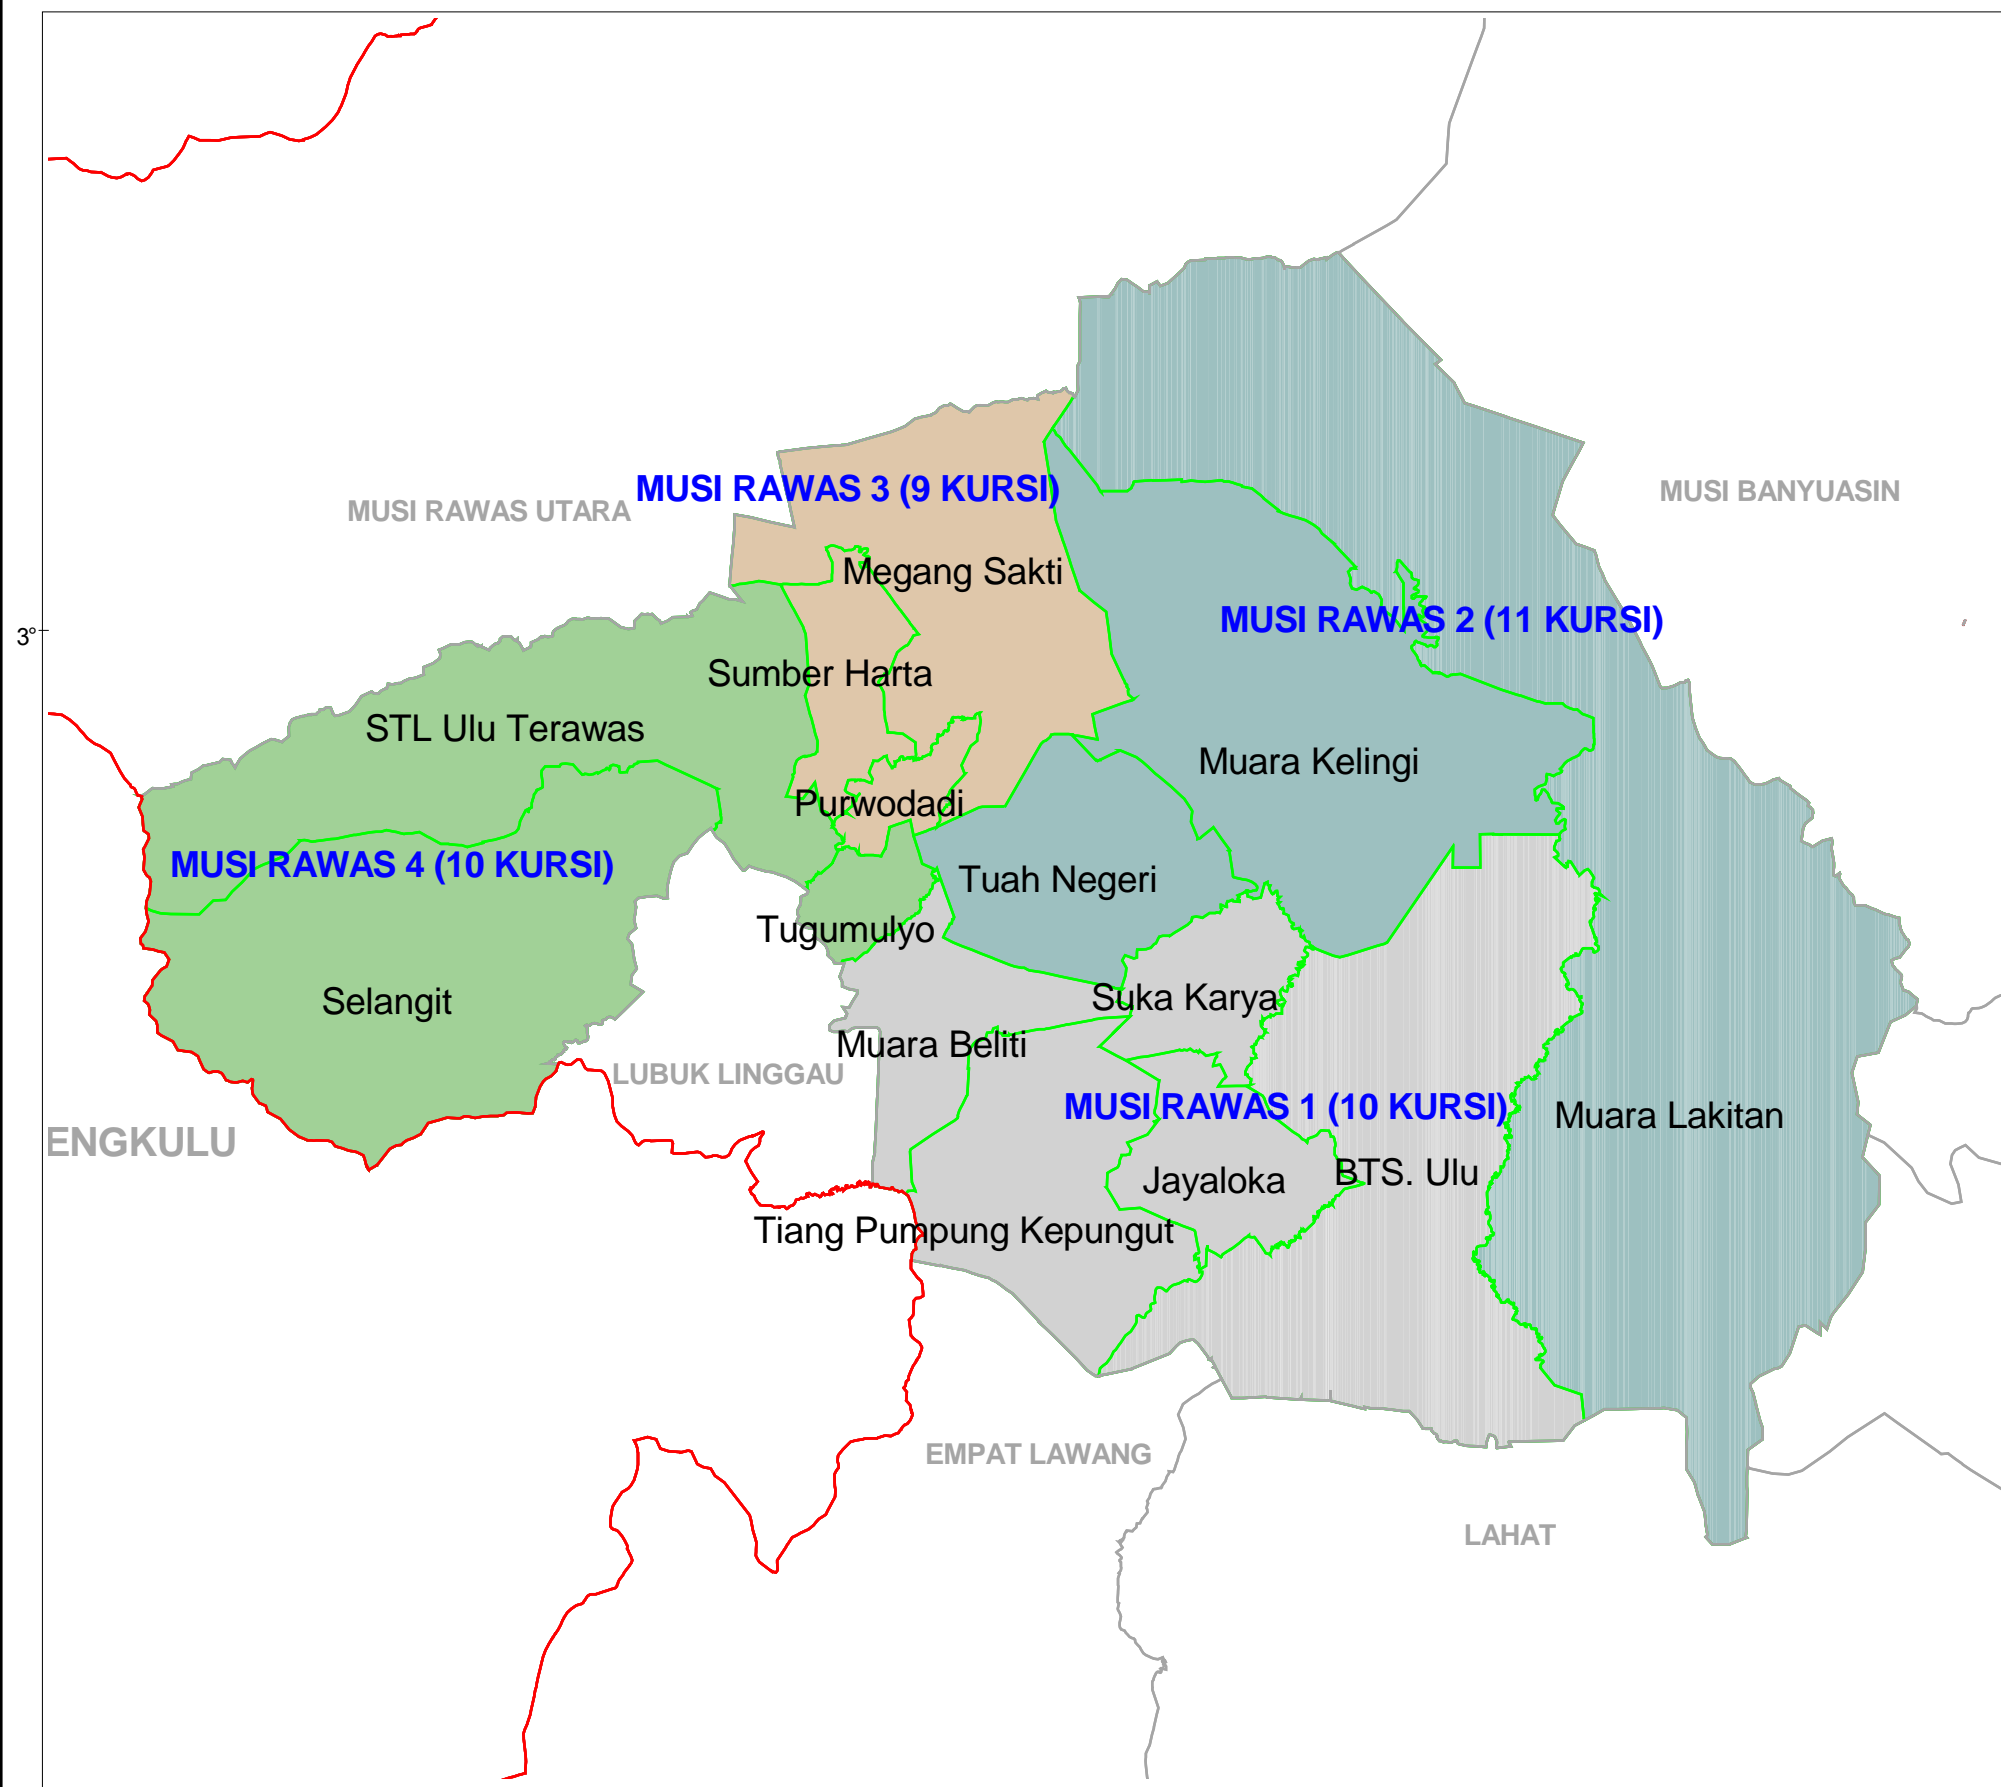 MUSI RAWAS 3 (9 KURSI)
MUSI RAWAS UTARA
MUSI BANYUASIN
Megang Sakti
MUSI RAWAS 2 (11 KURSI)
3°
Sumber Harta
STL Ulu Terawas
Muara Kelingi
Purwodadi
MUSI RAWAS 4 (10 KURSI)
Tuah Negeri
Tugumulyo
Selangit
Suka Karya
Muara Beliti
LUBUK LINGGAU
MUSI RAWAS 1 (10 KURSI)
Muara Lakitan
ENGKULU
BTS. Ulu
Jayaloka
Tiang Pumpung Kepungut
EMPAT LAWANG
LAHAT